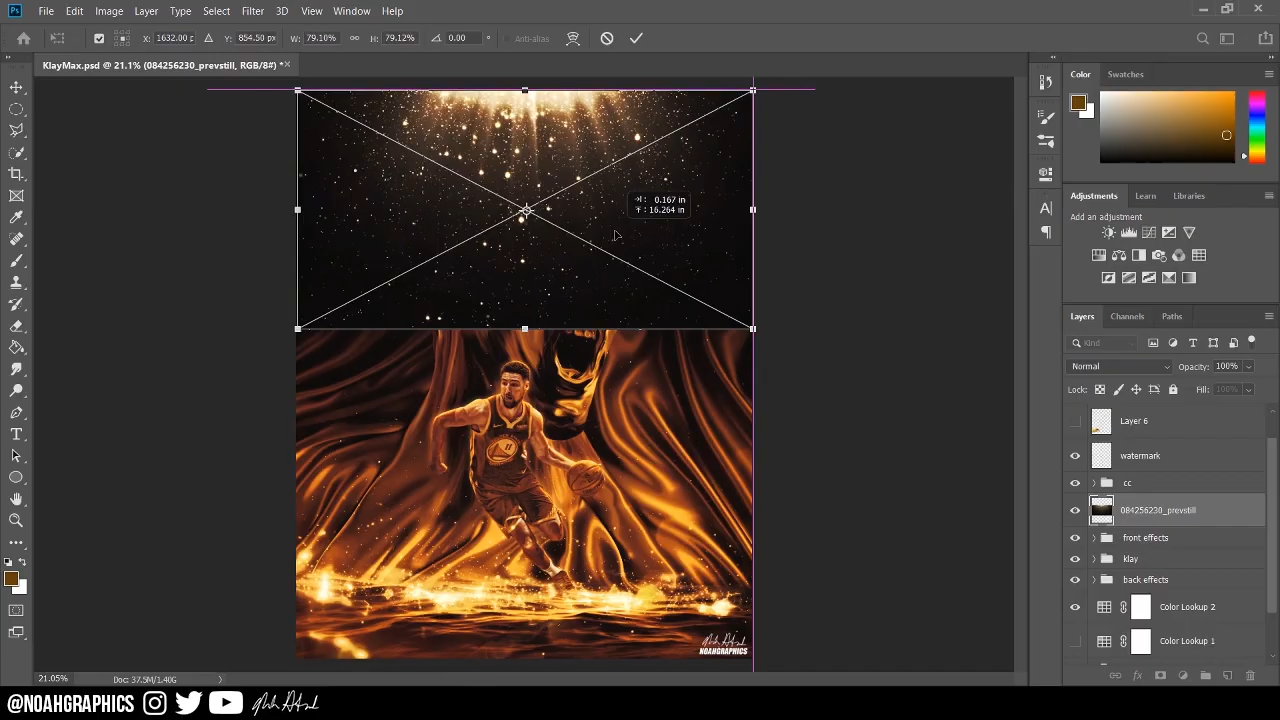 Ps File Edit Image Layer Type Select Filter 3D View Window Help
X: 1632.00 p Y: 854.50 px W: 79.10% H: 79.12% 0.00 ° Anti-alias
KlayMax.psd @ 21.1% (084256230_prevstill, RGB/8#) *
Color Swatches
0.167 in
16.264 in
Adjustments Learn Libraries
Add an adjustment
Layers Channels Paths
Kind
Normal Opacity: 100%
Lock: Fill: 100%
Layer 6
watermark
cc
084256230_prevstill
front effects
klay
back effects
Color Lookup 2
Color Lookup 1
11
NOAHGRAPHICS
21.05% Doc: 37.5M/1.40G
@NOAHGRAPHICS